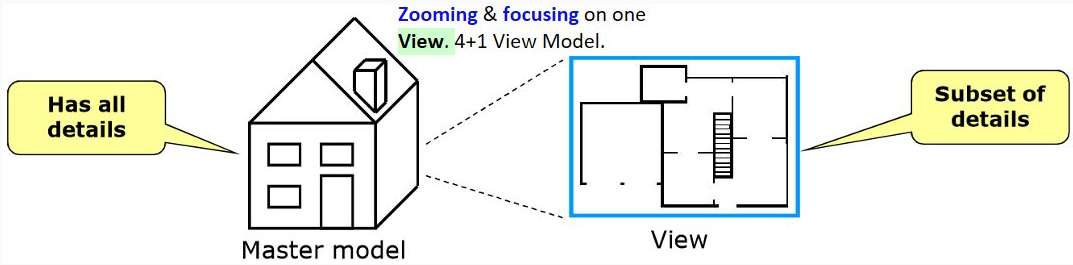 Zooming & focusing on one
View. 4+1 View Model.
Has all
details
Subset of
details
Master model
View